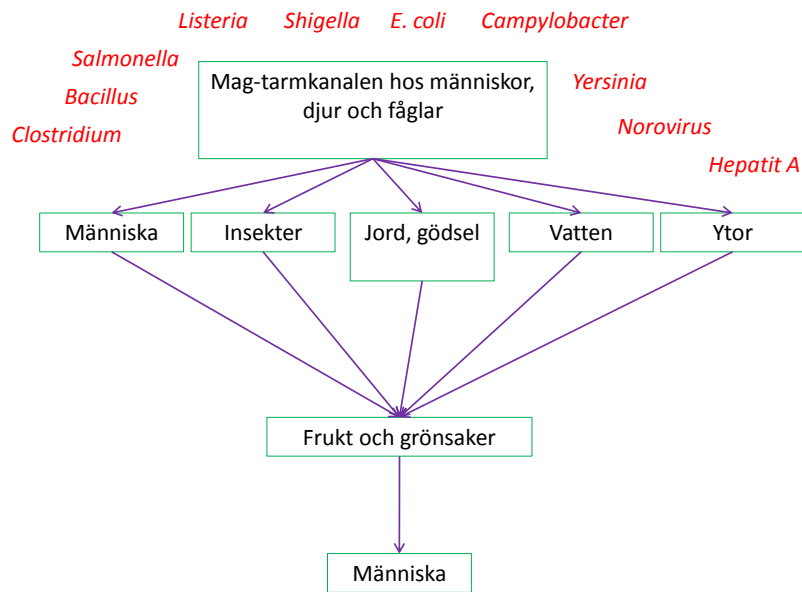 Listeria Shigella E. coli Campylobacter
Salmonella
Mag-tarmkanalen hos människor,
djur och fåglar
Yersinia
Bacillus
Clostridium
Norovirus
Hepatit A
Människa
Insekter
Jord, gödsel
Vatten
Ytor
Frukt och grönsaker
Människa